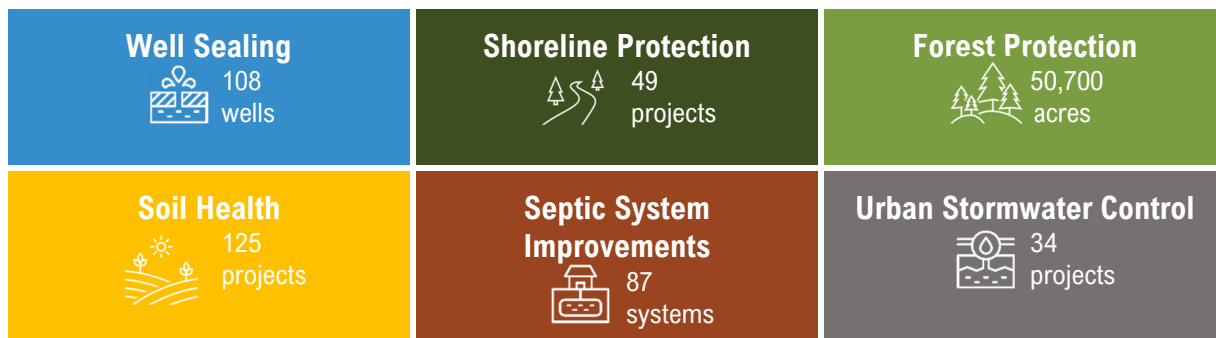 Well Sealing
108
wells
Shoreline Protection
49
projects
Forest Protection
50,700
acres
Soil Health
125
projects
Septic System
Improvements
87
systems
Urban Stormwater Control
34
projects